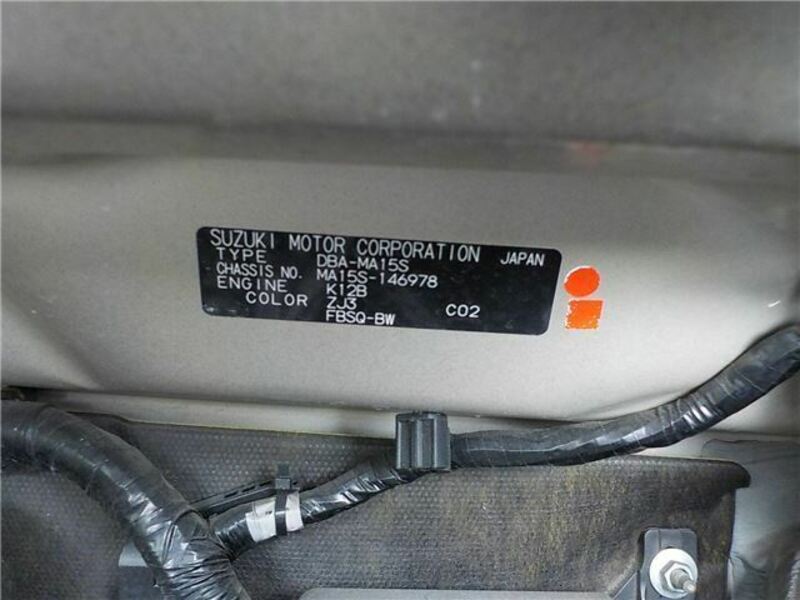 SUZUKI MOTOR CORPORATION JAPAN
TYPE DBA-MA15S
CHASSIS NO. MA15S-146978
ENGINE K12B
COLOR ZJ3 C02
FBSQ-BW